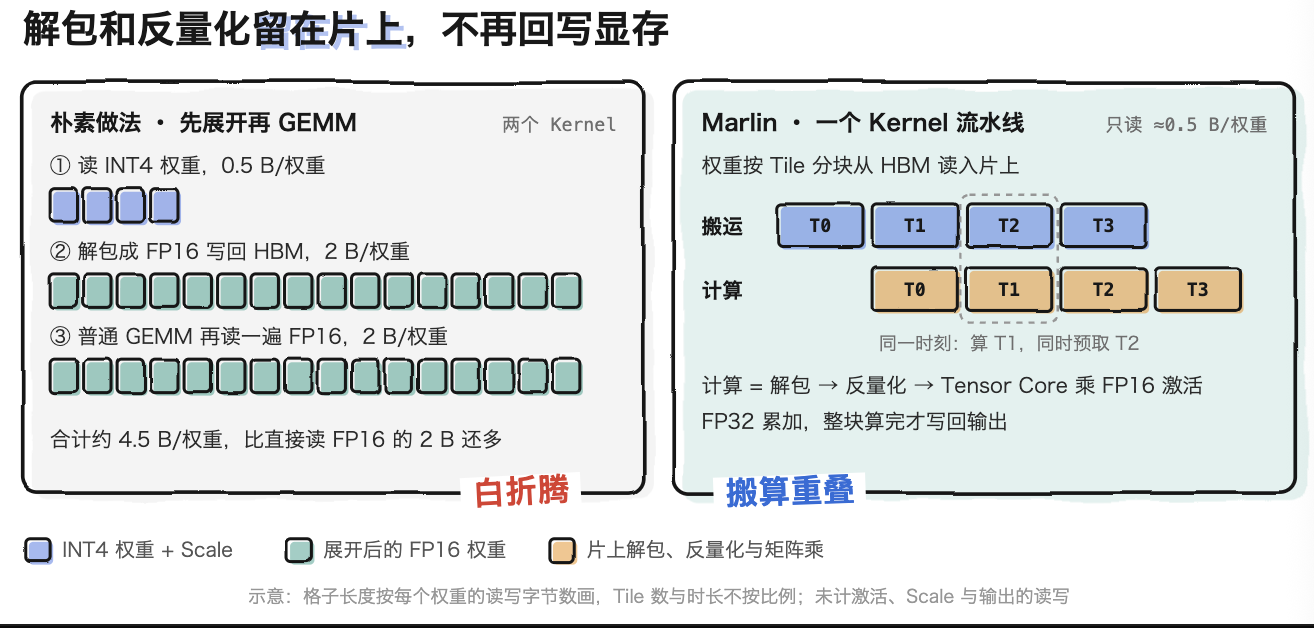 解包和反量化留在片上，不再回写显存
朴素做法 · 先展开再 GEMM
两个 Kernel
① 读 INT4 权重，0.5 B/权重
② 解包成 FP16 写回 HBM，2 B/权重
③ 普通 GEMM 再读一遍 FP16，2 B/权重
合计约 4.5 B/权重，比直接读 FP16 的 2 B 还多
白折腾
Marlin · 一个 Kernel 流水线
只读 ≈0.5 B/权重
权重按 Tile 分块从 HBM 读入片上
搬运 T0 T1 T2 T3
计算 T0 T1 T2 T3
同一时刻：算 T1，同时预取 T2
计算 = 解包 → 反量化 → Tensor Core 乘 FP16 激活
FP32 累加，整块算完才写回输出
搬算重叠
INT4 权重 + Scale
展开后的 FP16 权重
片上解包、反量化与矩阵乘
示意：格子长度按每个权重的读写字节数画，Tile 数与时长不按比例；未计激活、Scale 与输出的读写